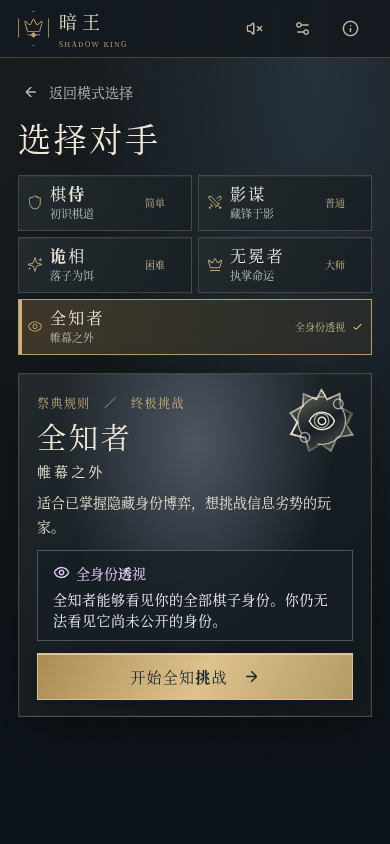 暗王
SHADOW KING
返回模式选择
选择对手
棋侍
初识棋道
简单
影谋
藏锋于影
普通
诡相
落子为饵
困难
无冕者
执掌命运
大师
全知者
帷幕之外
全身份透视
祭典规则 / 终极挑战
全知者
帷幕之外
适合已掌握隐藏身份博弈，想挑战信息劣势的玩
家。
全身份透视
全知者能够看见你的全部棋子身份。你仍无
法看见它尚未公开的身份。
开始全知挑战